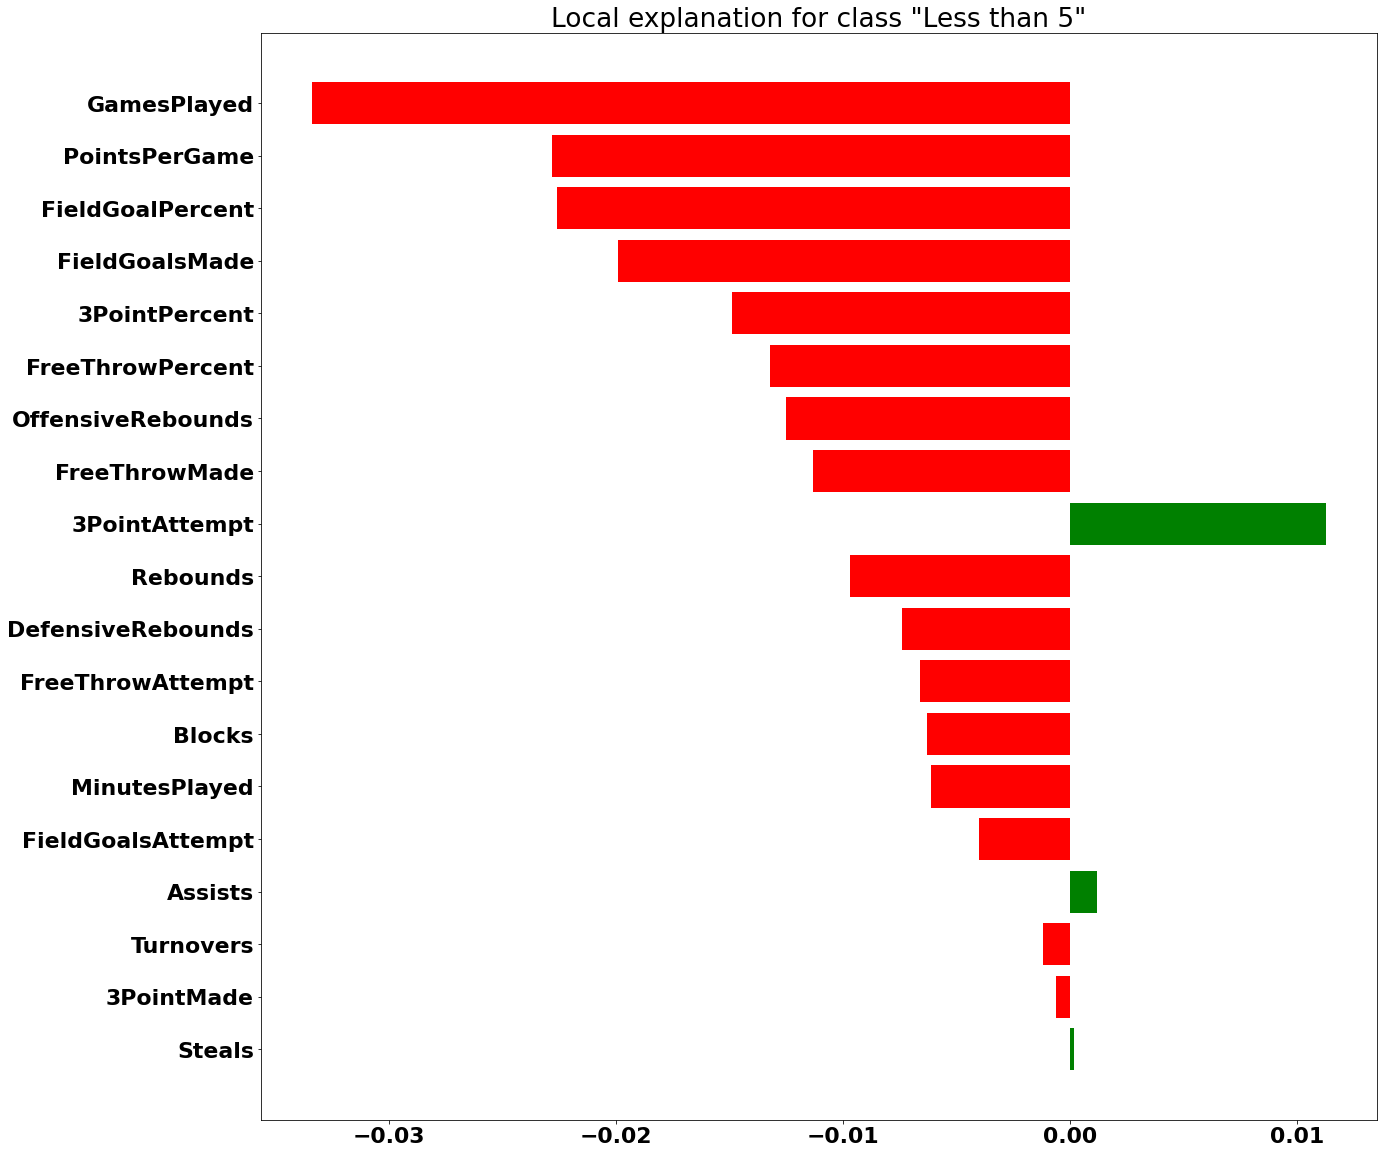 Local explanation for class "Less than 5"
GamesPlayed
PointsPerGame
FieldGoalPercent
FieldGoalsMade
3PointPercent
FreeThrowPercent
OffensiveRebounds
FreeThrowMade
3PointAttempt
Rebounds
DefensiveRebounds
FreeThrowAttempt
Blocks
MinutesPlayed
FieldGoalsAttempt
Assists
Turnovers
3PointMade
Steals
−0.03 −0.02 −0.01 0.00 0.01